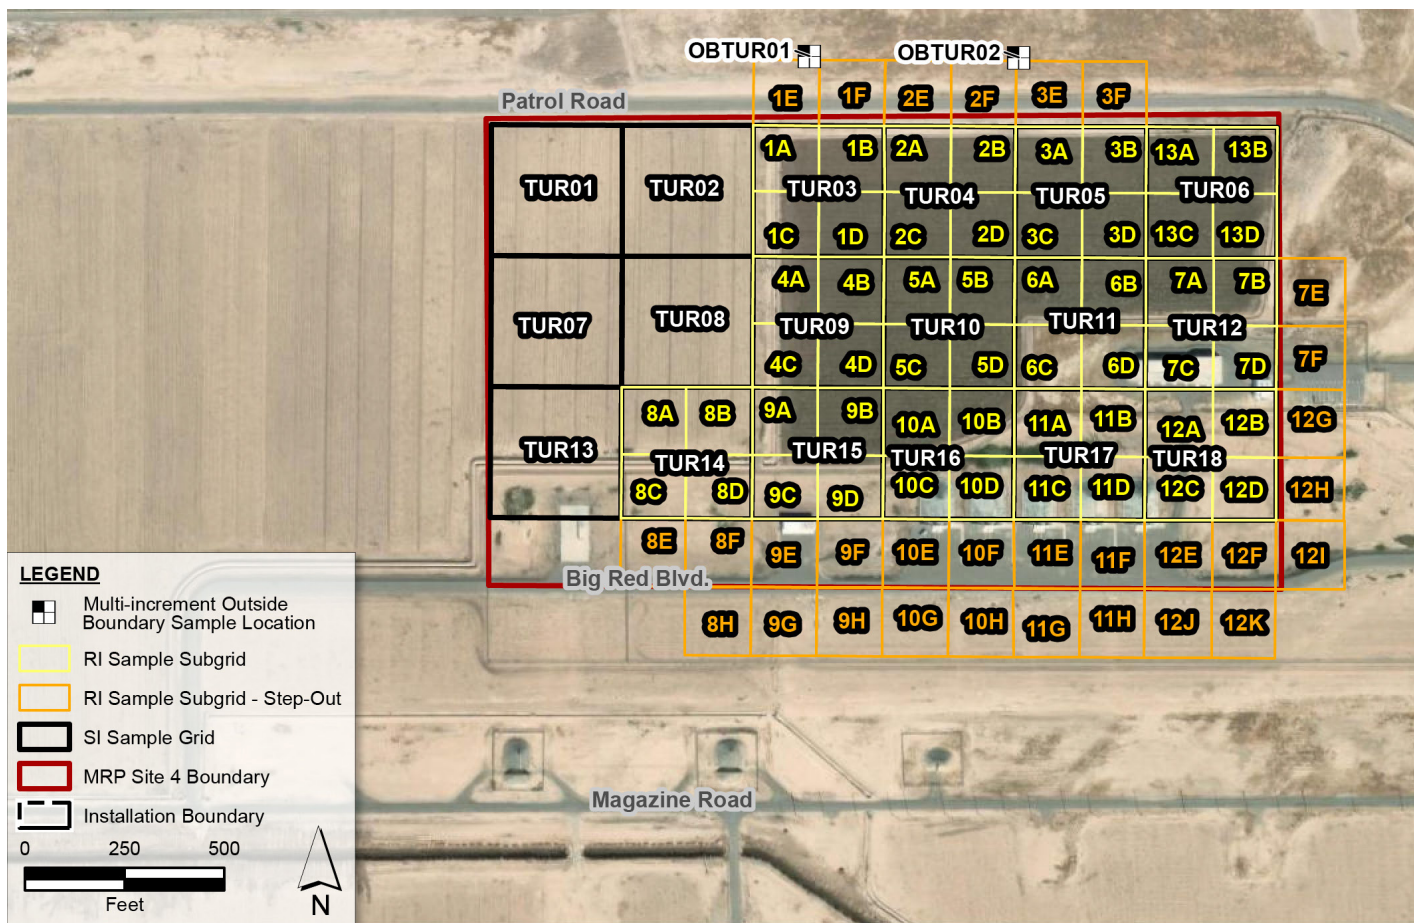 OBTUR01 OBTUR02
Patrol Road
1E 1F 2E 2F 3E 3F
1A 1B 2A 2B 3A 3B 13A 13B
TUR01 TUR02 TUR03 TUR04 TUR05 TUR06
1C 1D 2C 2D 3C 3D 13C 13D
4A 4B 5A 5B 6A 6B 7A 7B 7E
TUR07 TUR08 TUR09 TUR10 TUR11 TUR12
4C 4D 5C 5D 6C 6D 7C 7D 7F
8A 8B 9A 9B 10A 10B 11A 11B 12A 12B 12G
TUR13 TUR14 TUR15 TUR16 TUR17 TUR18
8C 8D 9C 9D 10C 10D 11C 11D 12C 12D 12H
8E 8F 9E 9F 10E 10F 11E 11F 12E 12F 12I
Big Red Blvd.
8H 9G 9H 10G 10H 11G 11H 12J 12K
Magazine Road
LEGEND
Multi-increment Outside
Boundary Sample Location
RI Sample Subgrid
RI Sample Subgrid - Step-Out
SI Sample Grid
MRP Site 4 Boundary
Installation Boundary
0 250 500
Feet
N